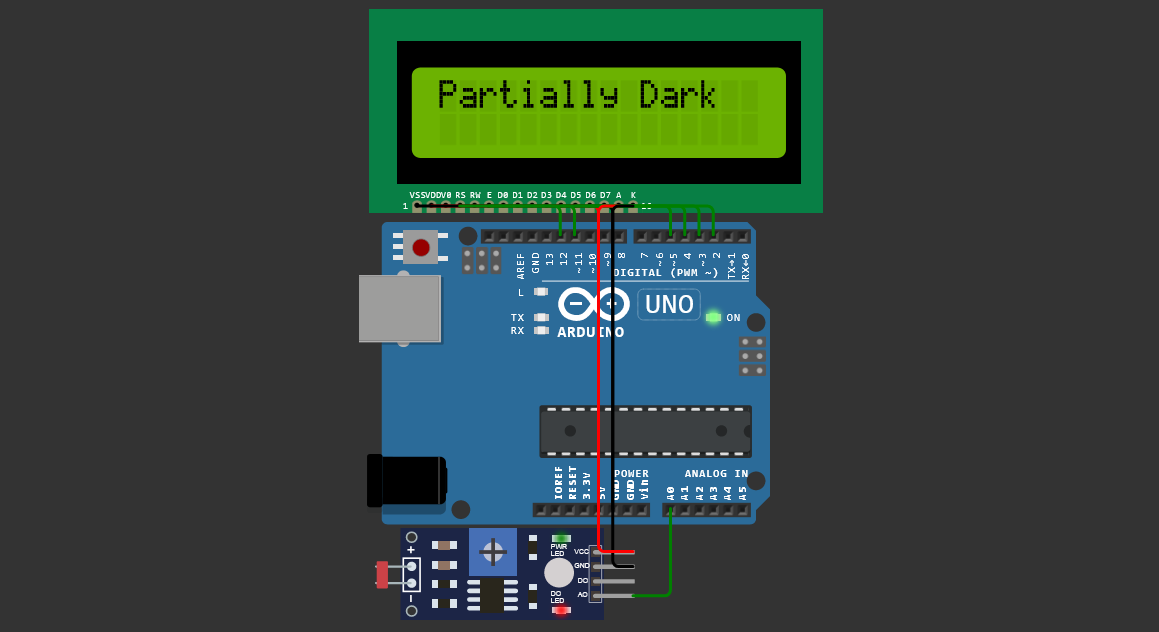 Partially Dark
VSS VDD V0 RS RW E D0 D1 D2 D3 D4 D5 D6 D7 A K
1
AREF GND 13 12 ~11 ~10 ~9 8 7 ~6 ~5 4 ~3 2 TX→1 RX←0
DIGITAL (PWM ~)
L
UNO
ON
TX
RX
ARDUINO
POWER ANALOG IN
IOREF RESET 3.3V 5V GND GND Vin A0 A1 A2 A3 A4 A5
+
PWR
LED
VCC
GND
DO
AO
DO
LED
-